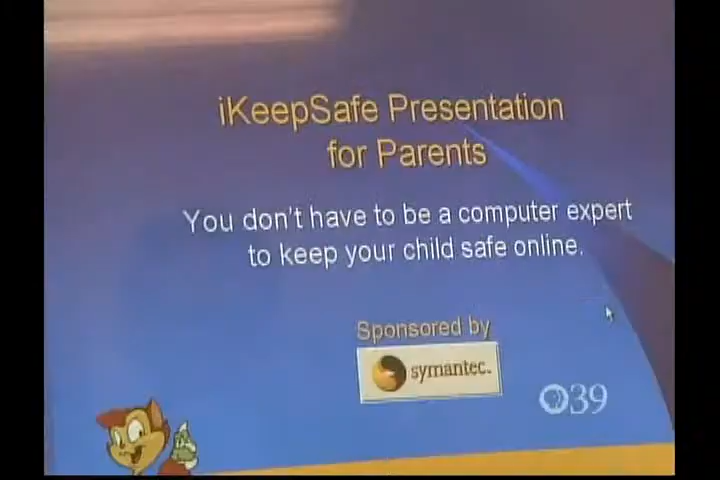 iKeepSafe Presentation
for Parents
You don't have to be a computer expert
to keep your child safe online.
Sponsored by
symantec.
39